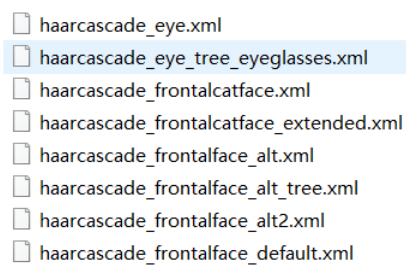 haarcascade_eye.xml
haarcascade_eye_tree_eyeglasses.xml
haarcascade_frontalcatface.xml
haarcascade_frontalcatface_extended.xml
haarcascade_frontalface_alt.xml
haarcascade_frontalface_alt_tree.xml
haarcascade_frontalface_alt2.xml
haarcascade_frontalface_default.xml